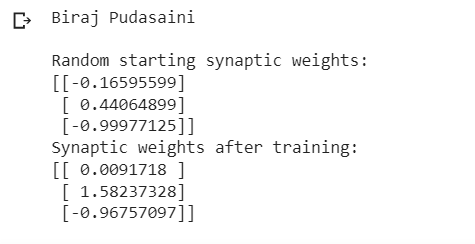 Biraj Pudasaini
Random starting synaptic weights:
[[-0.16595599]
[ 0.44064899]
[-0.99977125]]
Synaptic weights after training:
[[ 0.0091718 ]
[ 1.58237328]
[-0.96757097]]